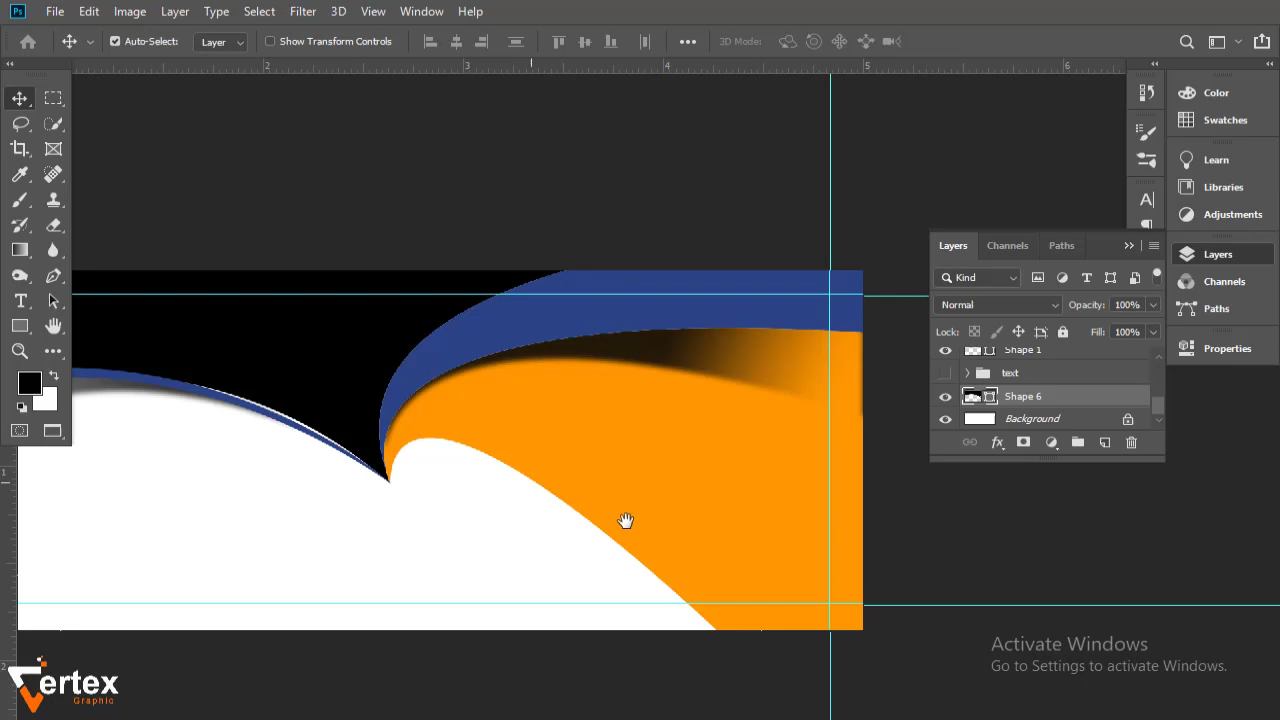 Ps File Edit Image Layer Type Select Filter 3D View Window Help
Auto-Select: Layer Show Transform Controls 3D Mode:
2 3 4 5 6
Color
Swatches
Learn
Libraries
Adjustments
Layers
Channels
Paths
Properties
Layers Channels Paths
Kind
Normal Opacity: 100%
Lock: Fill: 100%
Shape 1
text
Shape 6
Background
fx
1
2
Activate Windows
Go to Settings to activate Windows.
Vertex
Graphic